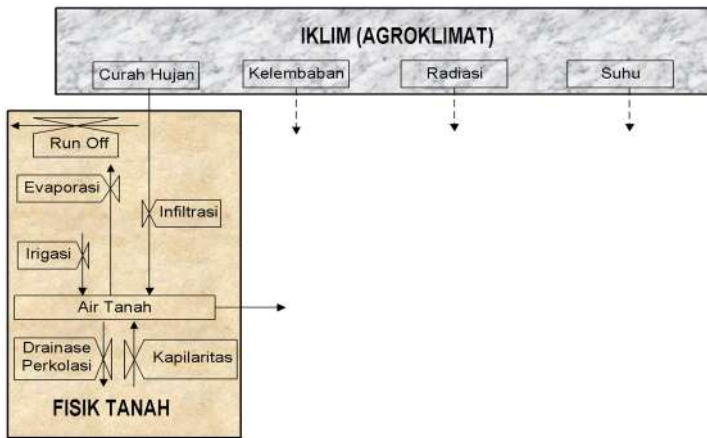 IKLIM (AGROKLIMAT)
Curah Hujan
Kelembaban
Radiasi
Suhu
Run Off
Evaporasi
Infiltrasi
Irigasi
Air Tanah
Drainase
Perkolasi
Kapilaritas
FISIK TANAH